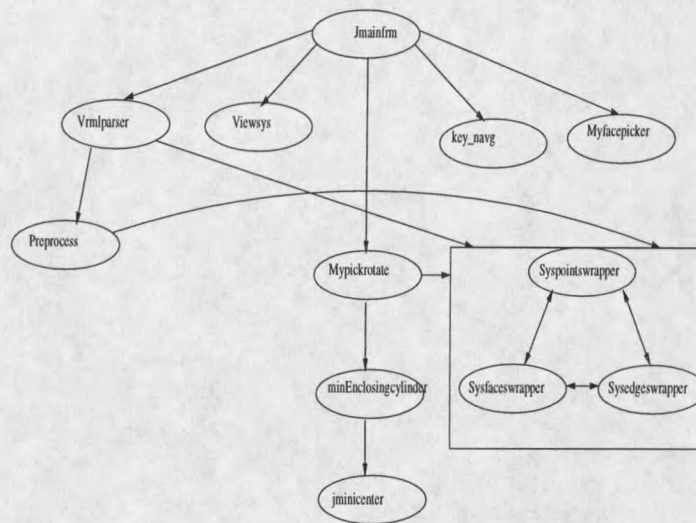 Jmainfrm
Vrmlparser
Viewsys
key_navg
Myfacepicker
Preprocess
Mypickrotate
Syspointswrapper
minEnclosingcylinder
Sysfaceswrapper
Sysedgeswrapper
jminicenter